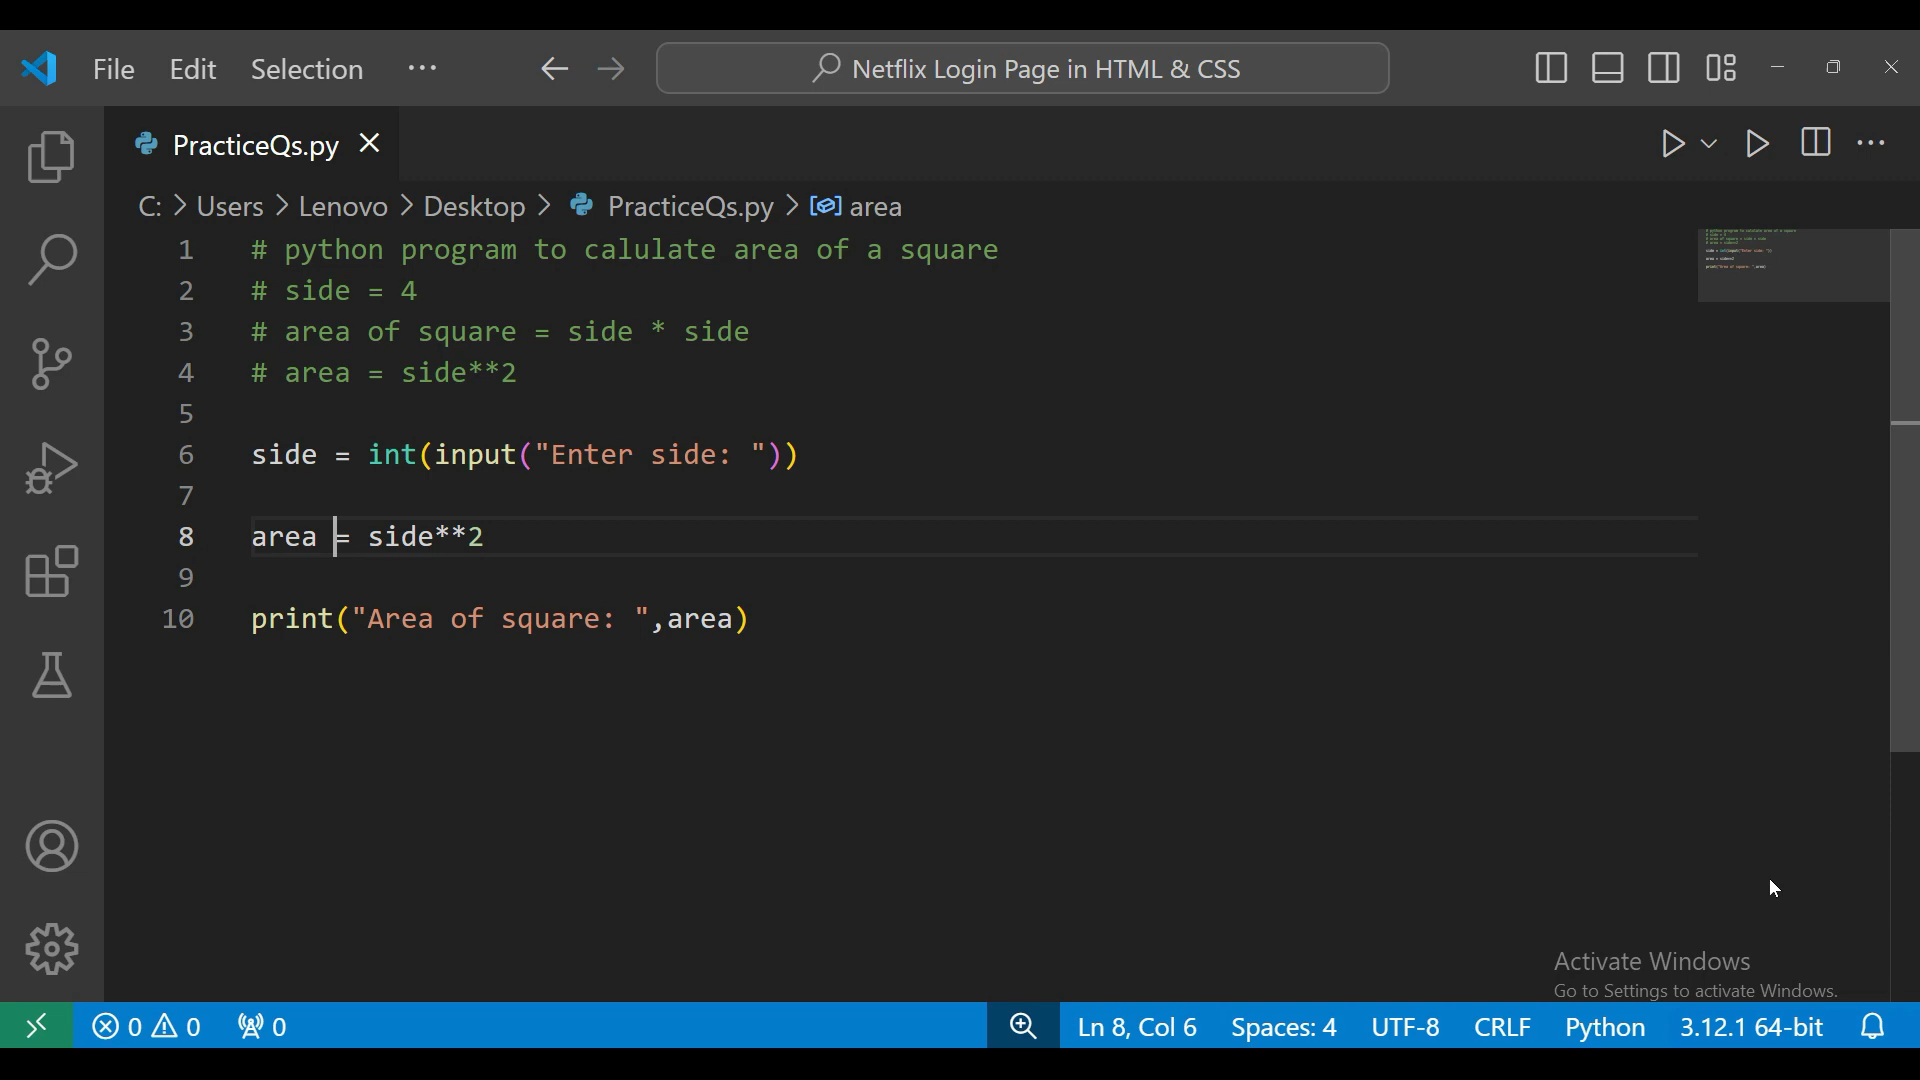 File Edit Selection ··· Netflix Login Page in HTML & CSS
PracticeQs.py
C: > Users > Lenovo > Desktop > PracticeQs.py > area
1 # python program to calulate area of a square
2 # side = 4
3 # area of square = side * side
4 # area = side**2
5
6 side = int(input("Enter side: "))
7
8 area = side**2
9
10 print("Area of square: ",area)
Activate Windows
Go to Settings to activate Windows.
0 0 0 Ln 8, Col 6 Spaces: 4 UTF-8 CRLF Python 3.12.1 64-bit